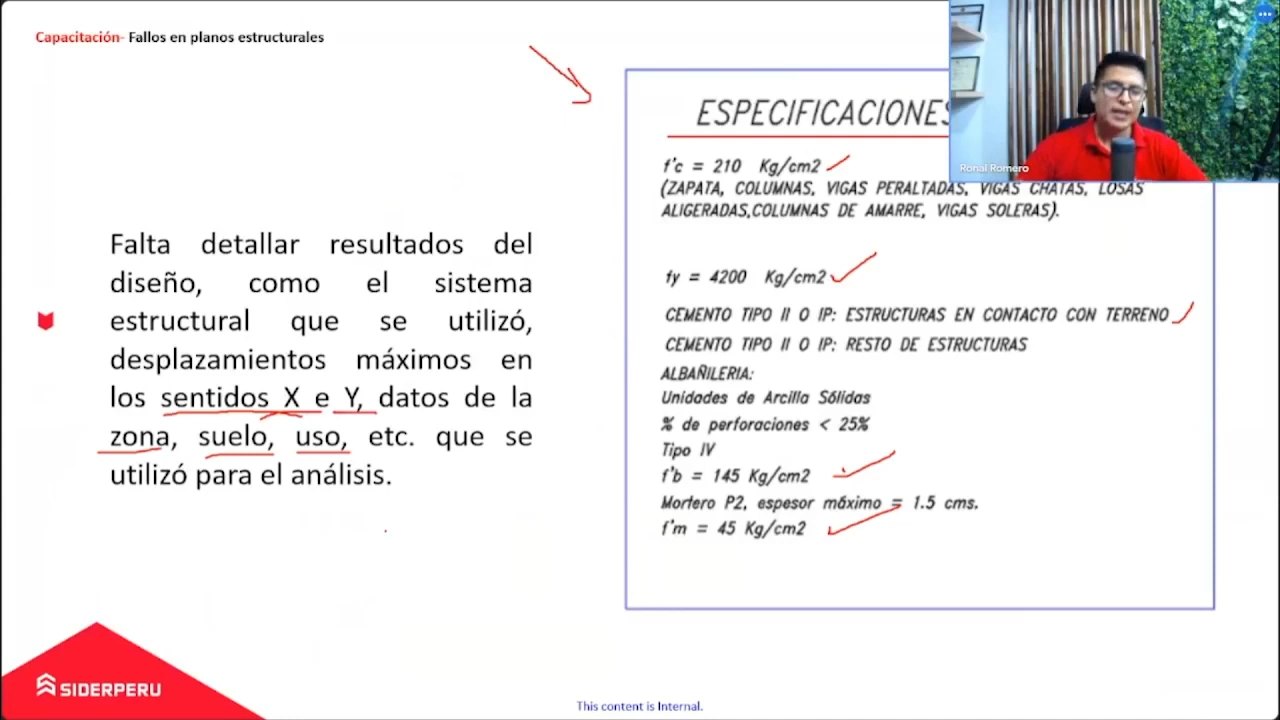 Capacitación- Fallos en planos estructurales
Falta detallar resultados del
diseño, como el sistema
estructural que se utilizó,
desplazamientos máximos en
los sentidos X e Y, datos de la
zona, suelo, uso, etc. que se
utilizó para el análisis.
ESPECIFICACIONES
f'c = 210 Kg/cm2
(ZAPATA, COLUMNAS, VIGAS PERALTADAS, VIGAS CHATAS, LOSAS
ALIGERADAS,COLUMNAS DE AMARRE, VIGAS SOLERAS).
fy = 4200 Kg/cm2
CEMENTO TIPO II O IP: ESTRUCTURAS EN CONTACTO CON TERRENO
CEMENTO TIPO II O IP: RESTO DE ESTRUCTURAS
ALBAÑILERIA:
Unidades de Arcilla Sólidas
% de perforaciones < 25%
Tipo IV
f'b = 145 Kg/cm2
Mortero P2, espesor máximo = 1.5 cms.
f'm = 45 Kg/cm2
Ronal Romero
SIDERPERU
This content is Internal.